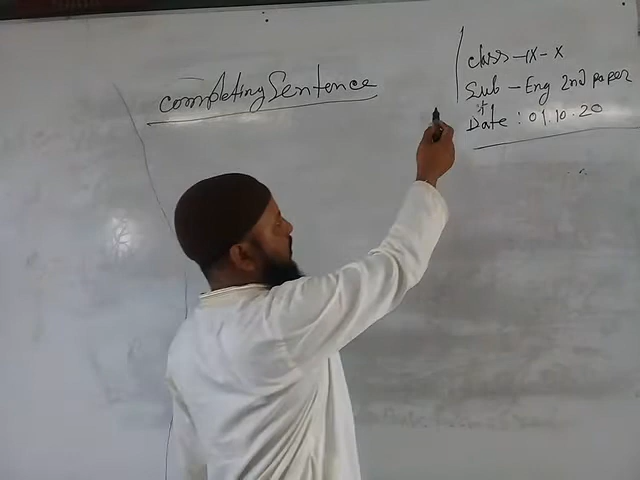 Completing Sentence
Class - IX - X
Sub - Eng 2nd paper
Date : 01.10.20